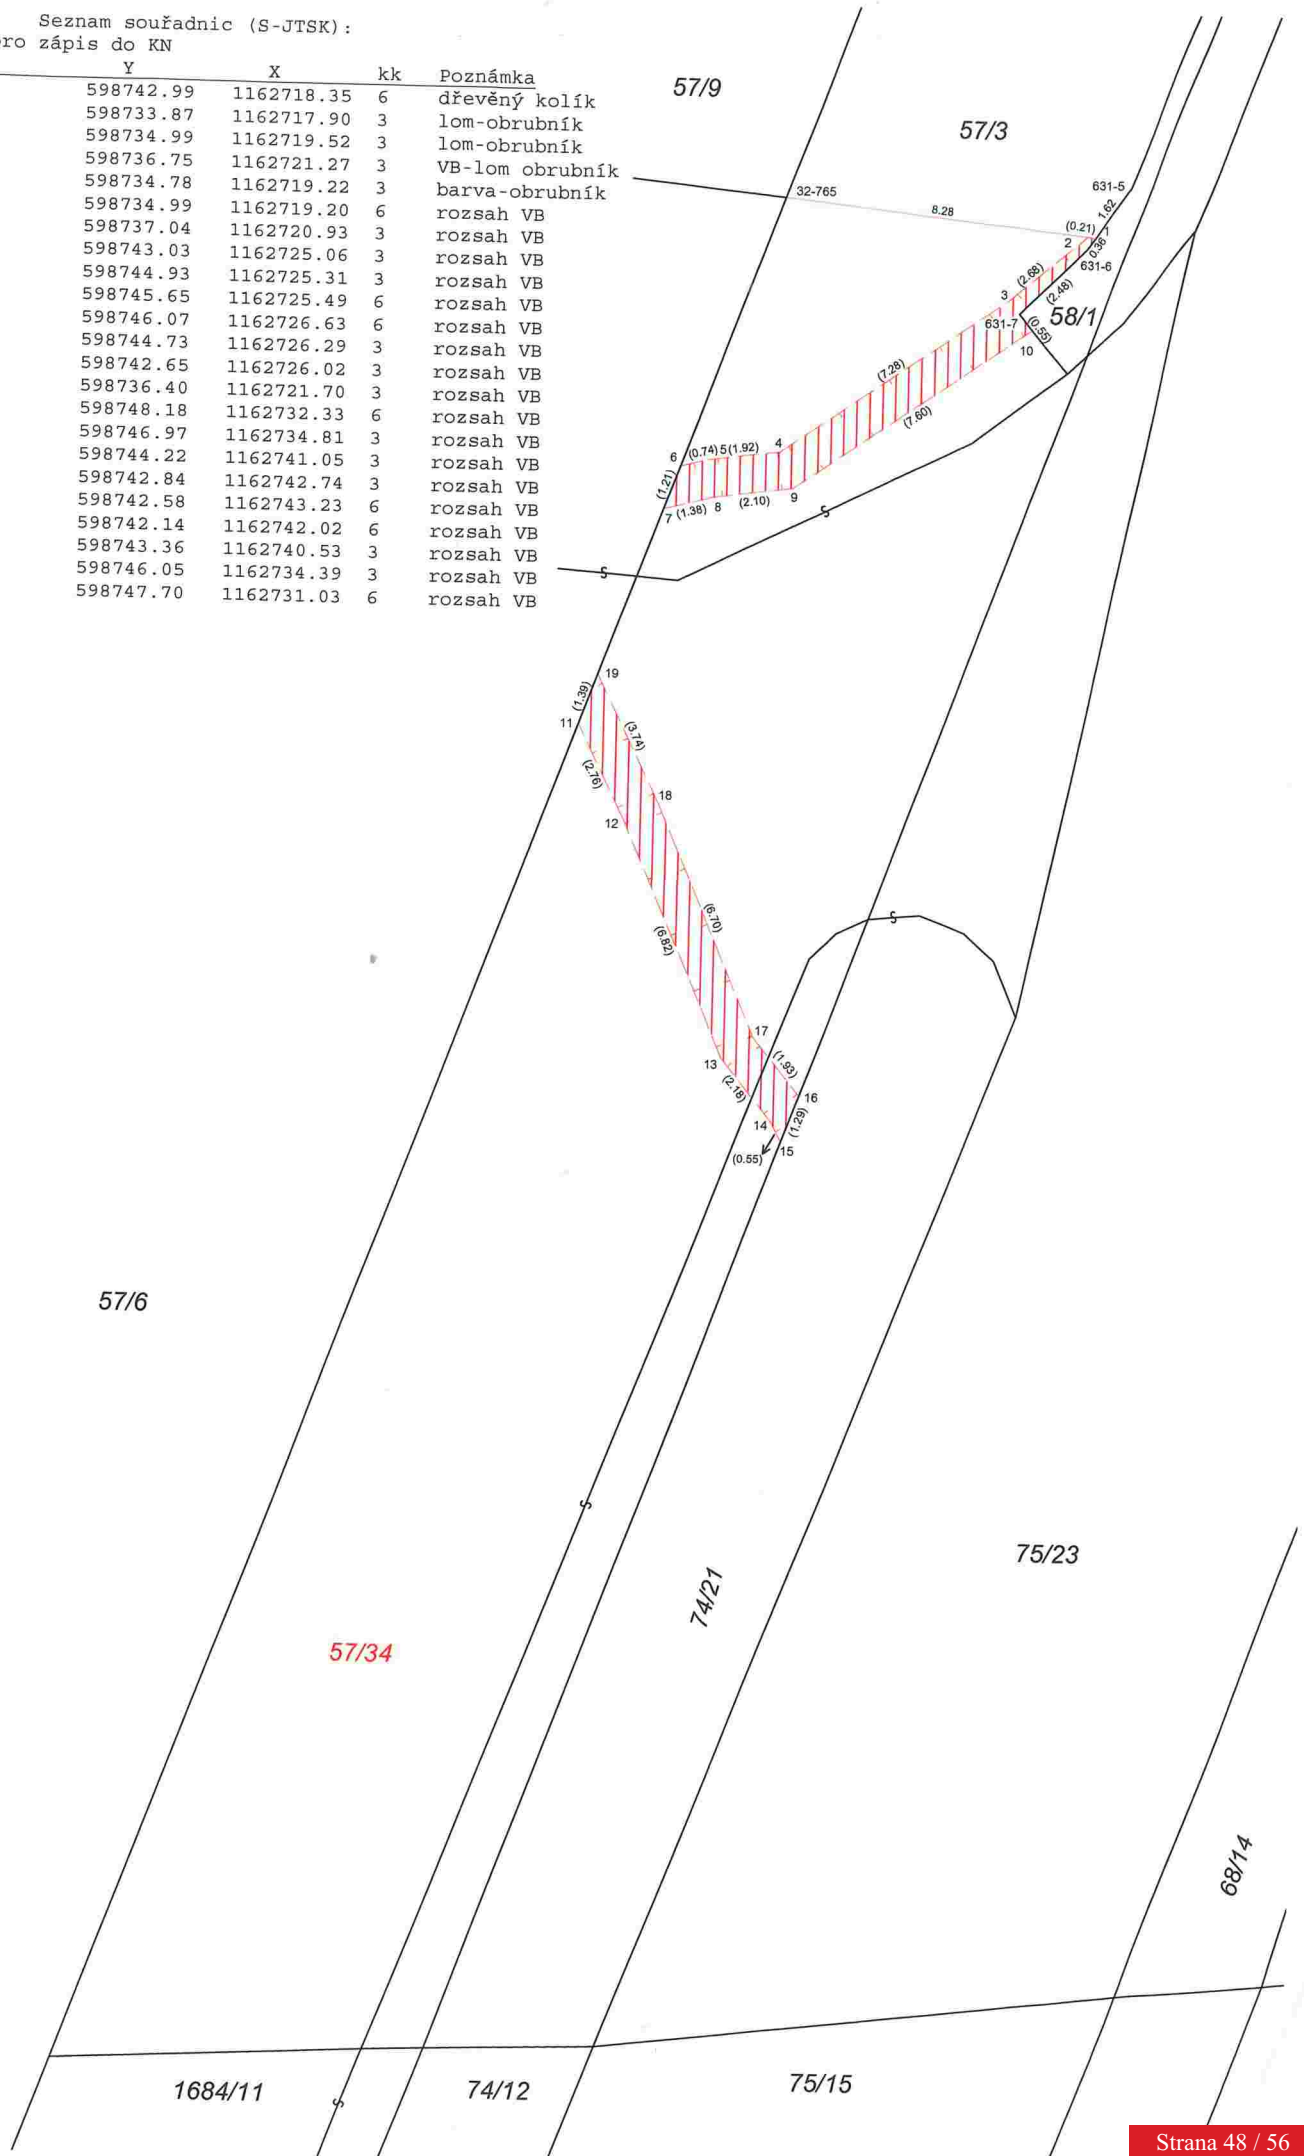 Seznam souřadnic (S-JTSK):
ro zápis do KN
Y X kk Poznámka
598742.99 1162718.35 6 dřevěný kolík
598733.87 1162717.90 3 lom-obrubník
598734.99 1162719.52 3 lom-obrubník
598736.75 1162721.27 3 VB-lom obrubník
598734.78 1162719.22 3 barva-obrubník
598734.99 1162719.20 6 rozsah VB
598737.04 1162720.93 3 rozsah VB
598743.03 1162725.06 3 rozsah VB
598744.93 1162725.31 3 rozsah VB
598745.65 1162725.49 6 rozsah VB
598746.07 1162726.63 6 rozsah VB
598744.73 1162726.29 3 rozsah VB
598742.65 1162726.02 3 rozsah VB
598736.40 1162721.70 3 rozsah VB
598748.18 1162732.33 6 rozsah VB
598746.97 1162734.81 3 rozsah VB
598744.22 1162741.05 3 rozsah VB
598742.84 1162742.74 3 rozsah VB
598742.58 1162743.23 6 rozsah VB
598742.14 1162742.02 6 rozsah VB
598743.36 1162740.53 3 rozsah VB
598746.05 1162734.39 3 rozsah VB
598747.70 1162731.03 6 rozsah VB
57/9
57/3
32-765
8.28
631-5
1.62
(0.21)
1
2
0.36
631-6
(2.68)
(2.48)
3
631-7
58/1
(0.55)
10
(7.28)
(7.60)
4
6
(0.74)
5
(1.92)
(1.21)
7
(1.38)
8
(2.10)
9
19
(1.39)
11
(3.74)
(2.76)
18
12
(6.70)
(6.82)
17
13
(1.93)
(2.18)
16
14
(1.29)
15
(0.55)
57/6
75/23
74/21
57/34
68/14
1684/11
74/12
75/15
Strana 48 / 56